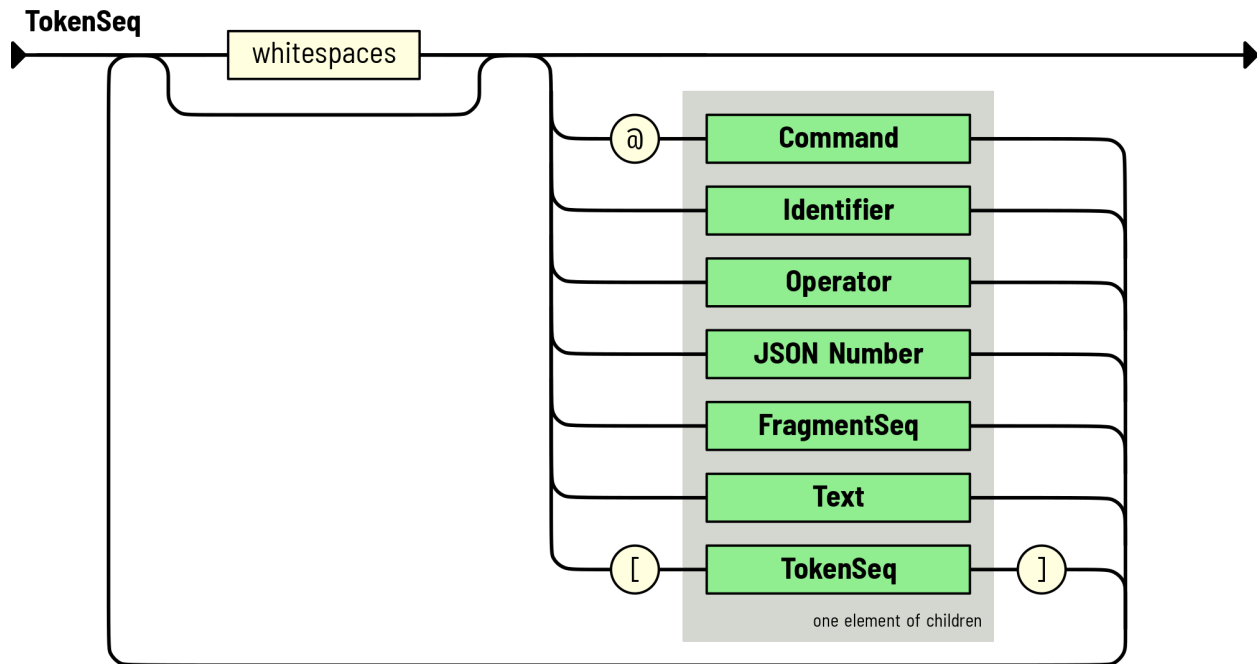 TokenSeq
whitespaces
@ Command
Identifier
Operator
JSON Number
FragmentSeq
Text
[ TokenSeq ]
one element of children